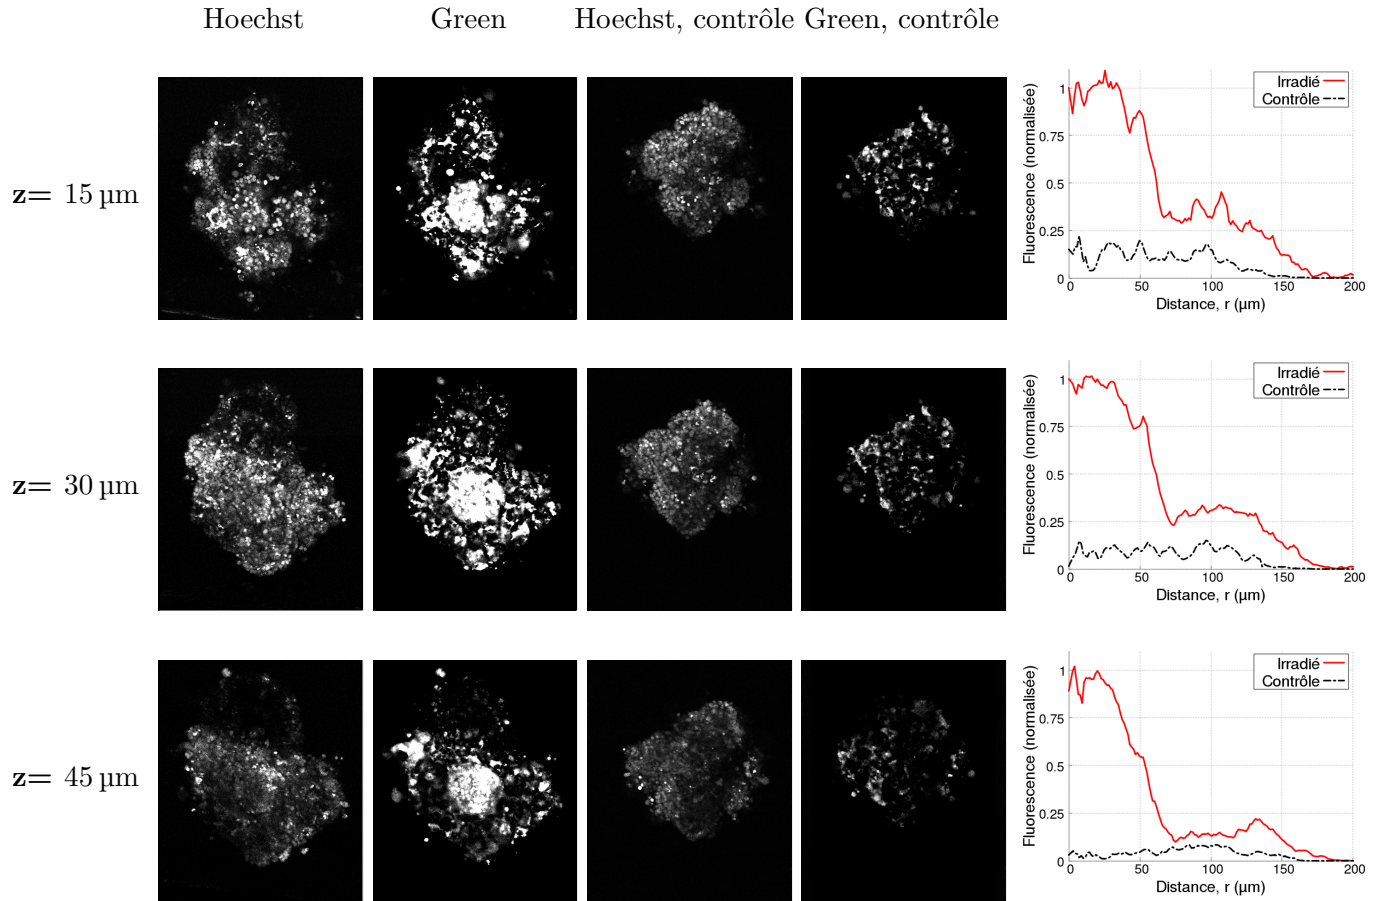 Hoechst Green Hoechst, contrôle Green, contrôle
z= 15 µm
Fluorescence (normalisée)
1
0.75
0.5
0.25
0
0 50 100 150 200
Distance, r (µm)
Irradié
Contrôle
z= 30 µm
Fluorescence (normalisée)
1
0.75
0.5
0.25
0
0 50 100 150 200
Distance, r (µm)
Irradié
Contrôle
z= 45 µm
Fluorescence (normalisée)
1
0.75
0.5
0.25
0
0 50 100 150 200
Distance, r (µm)
Irradié
Contrôle